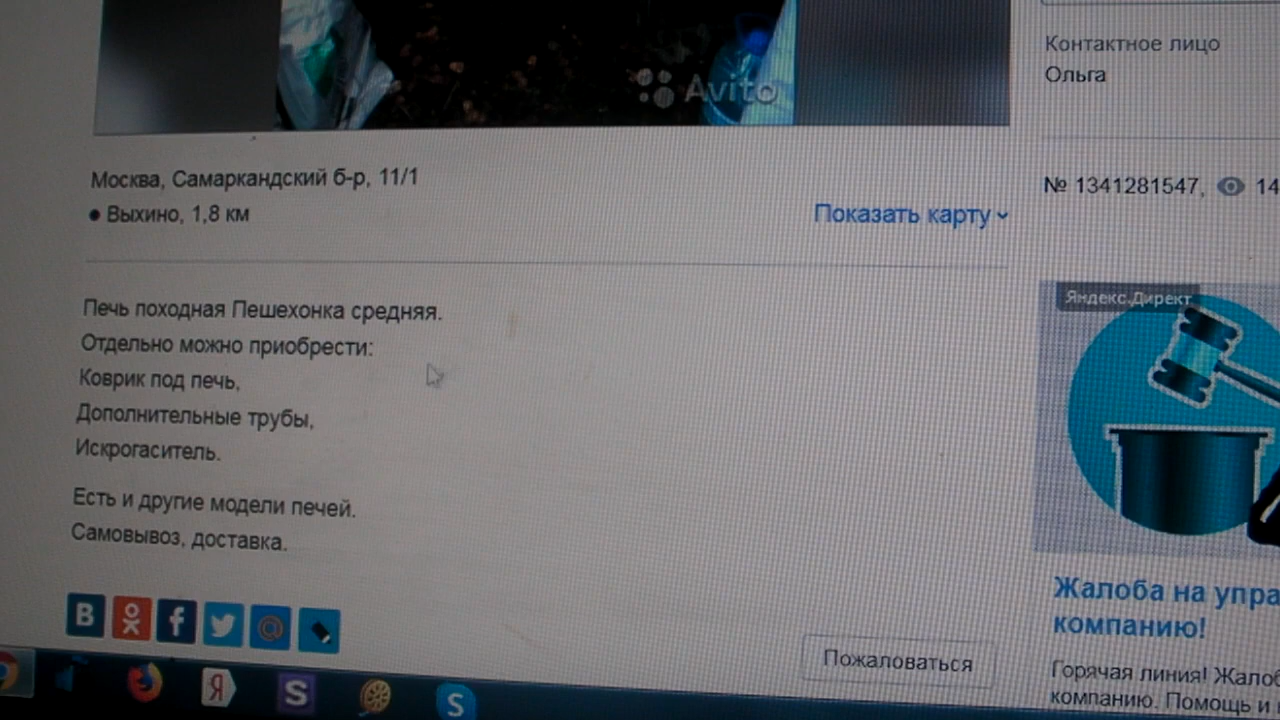 Avito
Москва, Самаркандский б-р, 11/1
Выхино, 1,8 км
Показать карту
Печь походная Пешехонка средняя.
Отдельно можно приобрести:
Коврик под печь,
Дополнительные трубы,
Искрогаситель.
Есть и другие модели печей.
Самовывоз, доставка.
Пожаловаться
Контактное лицо
Ольга
№ 1341281547, 14
Яндекс.Директ
Жалоба на упра
компанию!
Горячая линия! Жалоб
компанию. Помощь и